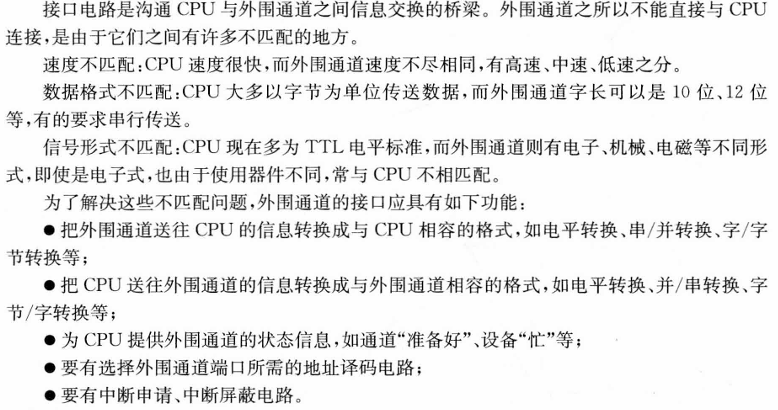 接口电路是沟通 CPU 与外围通道之间信息交换的桥梁。外围通道之所以不能直接与 CPU
连接,是由于它们之间有许多不匹配的地方。
速度不匹配:CPU 速度很快,而外围通道速度不尽相同,有高速、中速、低速之分。
数据格式不匹配:CPU 大多以字节为单位传送数据,而外围通道字长可以是 10 位、12 位
等,有的要求串行传送。
信号形式不匹配:CPU 现在多为 TTL 电平标准,而外围通道则有电子、机械、电磁等不同形
式,即使是电子式,也由于使用器件不同,常与 CPU 不相匹配。
为了解决这些不匹配问题,外围通道的接口应具有如下功能:
●把外围通道送往 CPU 的信息转换成与 CPU 相容的格式,如电平转换、串/并转换、字/字
节转换等;
●把 CPU 送往外围通道的信息转换成与外围通道相容的格式,如电平转换、并/串转换、字
节/字转换等;
●为 CPU 提供外围通道的状态信息,如通道“准备好”、设备“忙”等;
●要有选择外围通道端口所需的地址译码电路;
●要有中断申请、中断屏蔽电路。